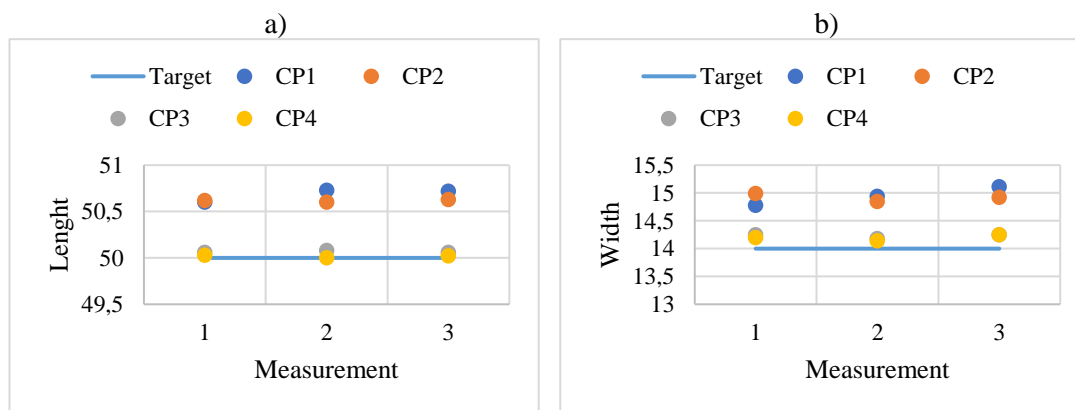 a)
Target CP1 CP2
CP3 CP4
51
50,5
50
49,5
Lenght
1 2 3
Measurement
b)
Target CP1 CP2
CP3 CP4
15,5
15
14,5
14
13,5
13
Width
1 2 3
Measurement